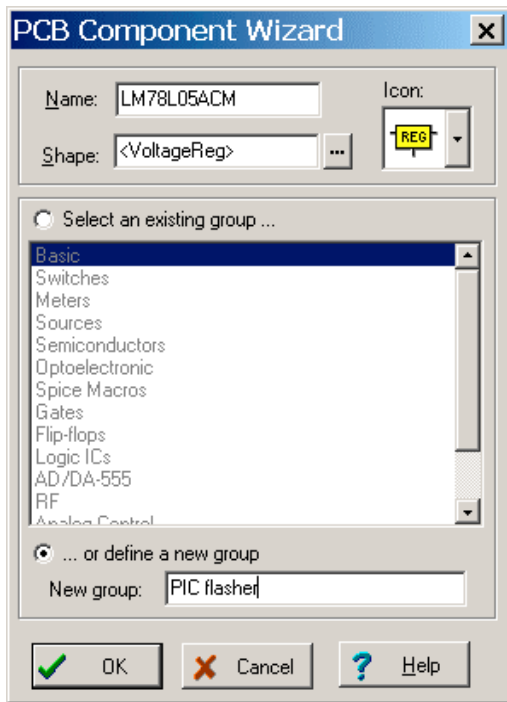 PCB Component Wizard
Name: LM78L05ACM
Icon:
REG
Shape: <VoltageReg> ...
Select an existing group ...
Basic
Switches
Meters
Sources
Semiconductors
Optoelectronic
Spice Macros
Gates
Flip-flops
Logic ICs
AD/DA-555
RF
Analog Control
... or define a new group
New group: PIC flasher
OK Cancel ? Help